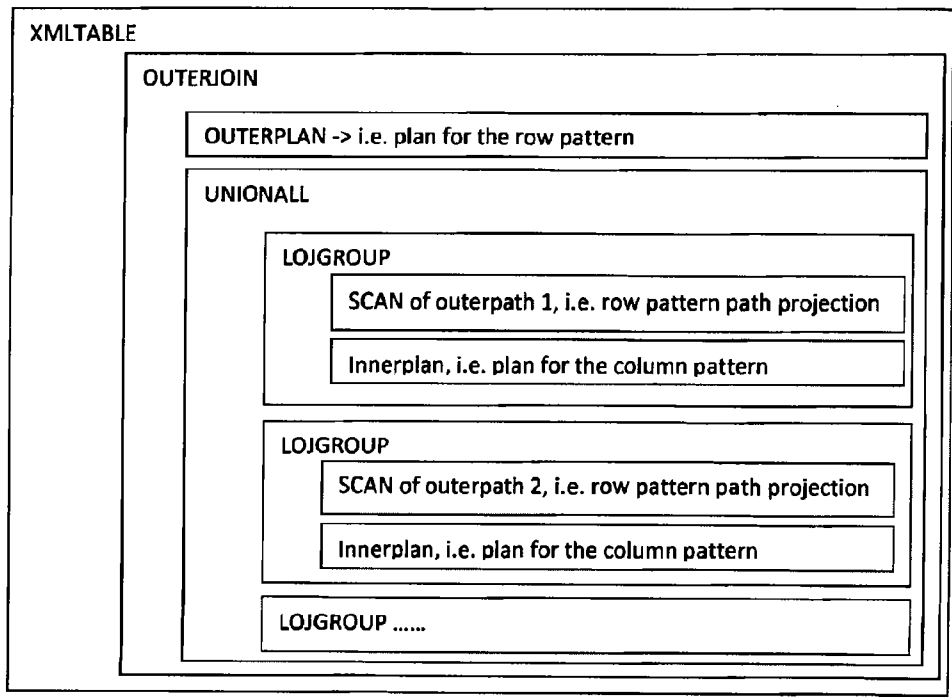 XMLTABLE
OUTERJOIN
OUTERPLAN -> i.e. plan for the row pattern
UNIONALL
LOJGROUP
SCAN of outerpath 1, i.e. row pattern path projection
Innerplan, i.e. plan for the column pattern
LOJGROUP
SCAN of outerpath 2, i.e. row pattern path projection
Innerplan, i.e. plan for the column pattern
LOJGROUP ......